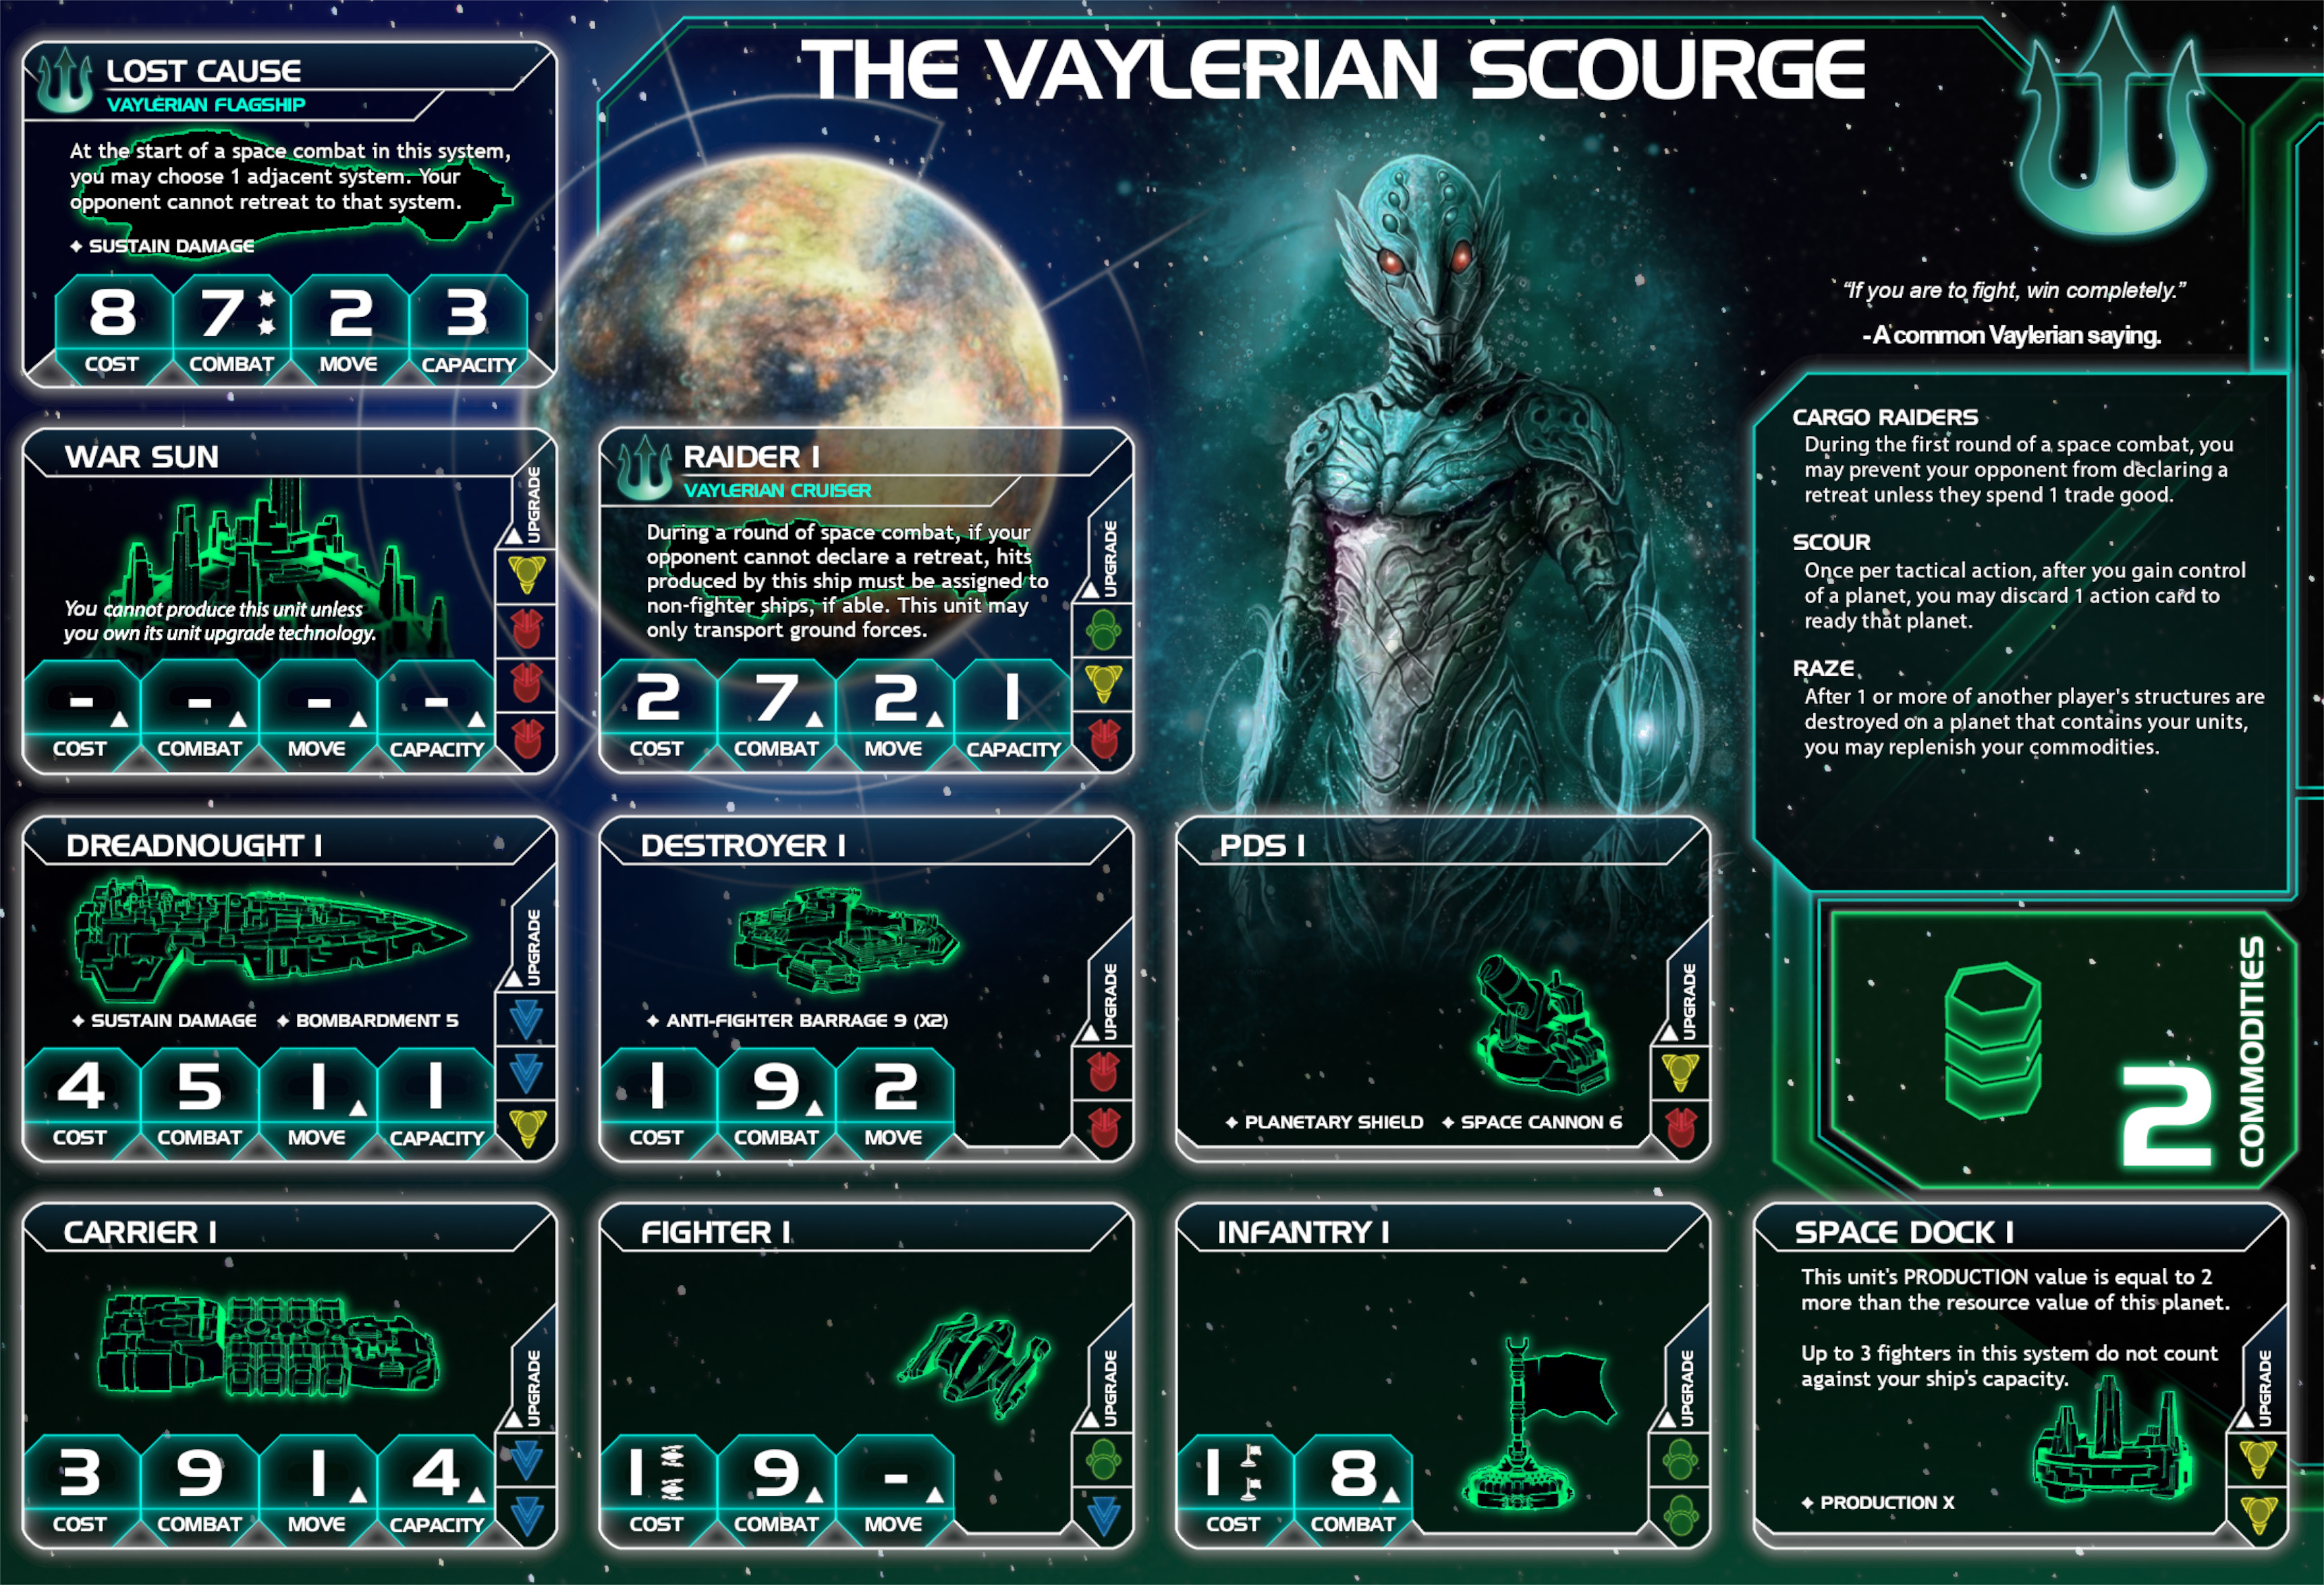 THE VAYLERIAN SCOURGE
LOST CAUSE
VAYLERIAN FLAGSHIP
At the start of a space combat in this system,
you may choose 1 adjacent system. Your
opponent cannot retreat to that system.
SUSTAIN DAMAGE
8 7 2 3
COST COMBAT MOVE CAPACITY
"If you are to fight, win completely."
-A common Vaylerian saying.
WAR SUN
You cannot produce this unit unless
you own its unit upgrade technology.
- - - -
COST COMBAT MOVE CAPACITY
UPGRADE
RAIDER I
VAYLERIAN CRUISER
During a round of space combat, if your
opponent cannot declare a retreat, hits
produced by this ship must be assigned to
non-fighter ships, if able. This unit may
only transport ground forces.
2 7 2 1
COST COMBAT MOVE CAPACITY
UPGRADE
CARGO RAIDERS
During the first round of a space combat, you
may prevent your opponent from declaring a
retreat unless they spend 1 trade good.
SCOUR
Once per tactical action, after you gain control
of a planet, you may discard 1 action card to
ready that planet.
RAZE
After 1 or more of another player's structures are
destroyed on a planet that contains your units,
you may replenish your commodities.
DREADNOUGHT I
SUSTAIN DAMAGE BOMBARDMENT 5
4 5 1 1
COST COMBAT MOVE CAPACITY
UPGRADE
DESTROYER I
ANTI-FIGHTER BARRAGE 9 (X2)
1 9 2
COST COMBAT MOVE
UPGRADE
PDS I
PLANETARY SHIELD SPACE CANNON 6
UPGRADE
2
COMMODITIES
CARRIER I
3 9 1 4
COST COMBAT MOVE CAPACITY
UPGRADE
FIGHTER I
1 9 -
COST COMBAT MOVE
UPGRADE
INFANTRY I
1 8
COST COMBAT
UPGRADE
SPACE DOCK I
This unit's PRODUCTION value is equal to 2
more than the resource value of this planet.
Up to 3 fighters in this system do not count
against your ship's capacity.
PRODUCTION X
UPGRADE